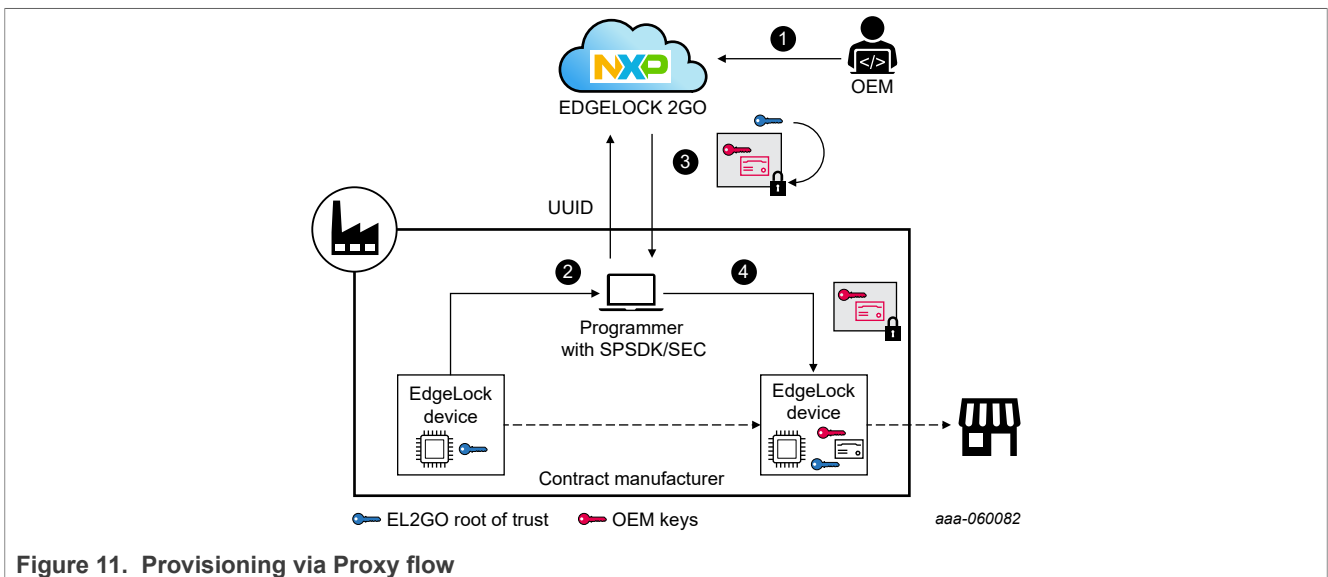 1
</>
NXP
OEM
EDGELOCK 2GO
3
UUID
2
4
Programmer
with SPSDK/SEC
EdgeLock
device
EdgeLock
device
Contract manufacturer
EL2GO root of trust
OEM keys
aaa-060082
Figure 11. Provisioning via Proxy flow